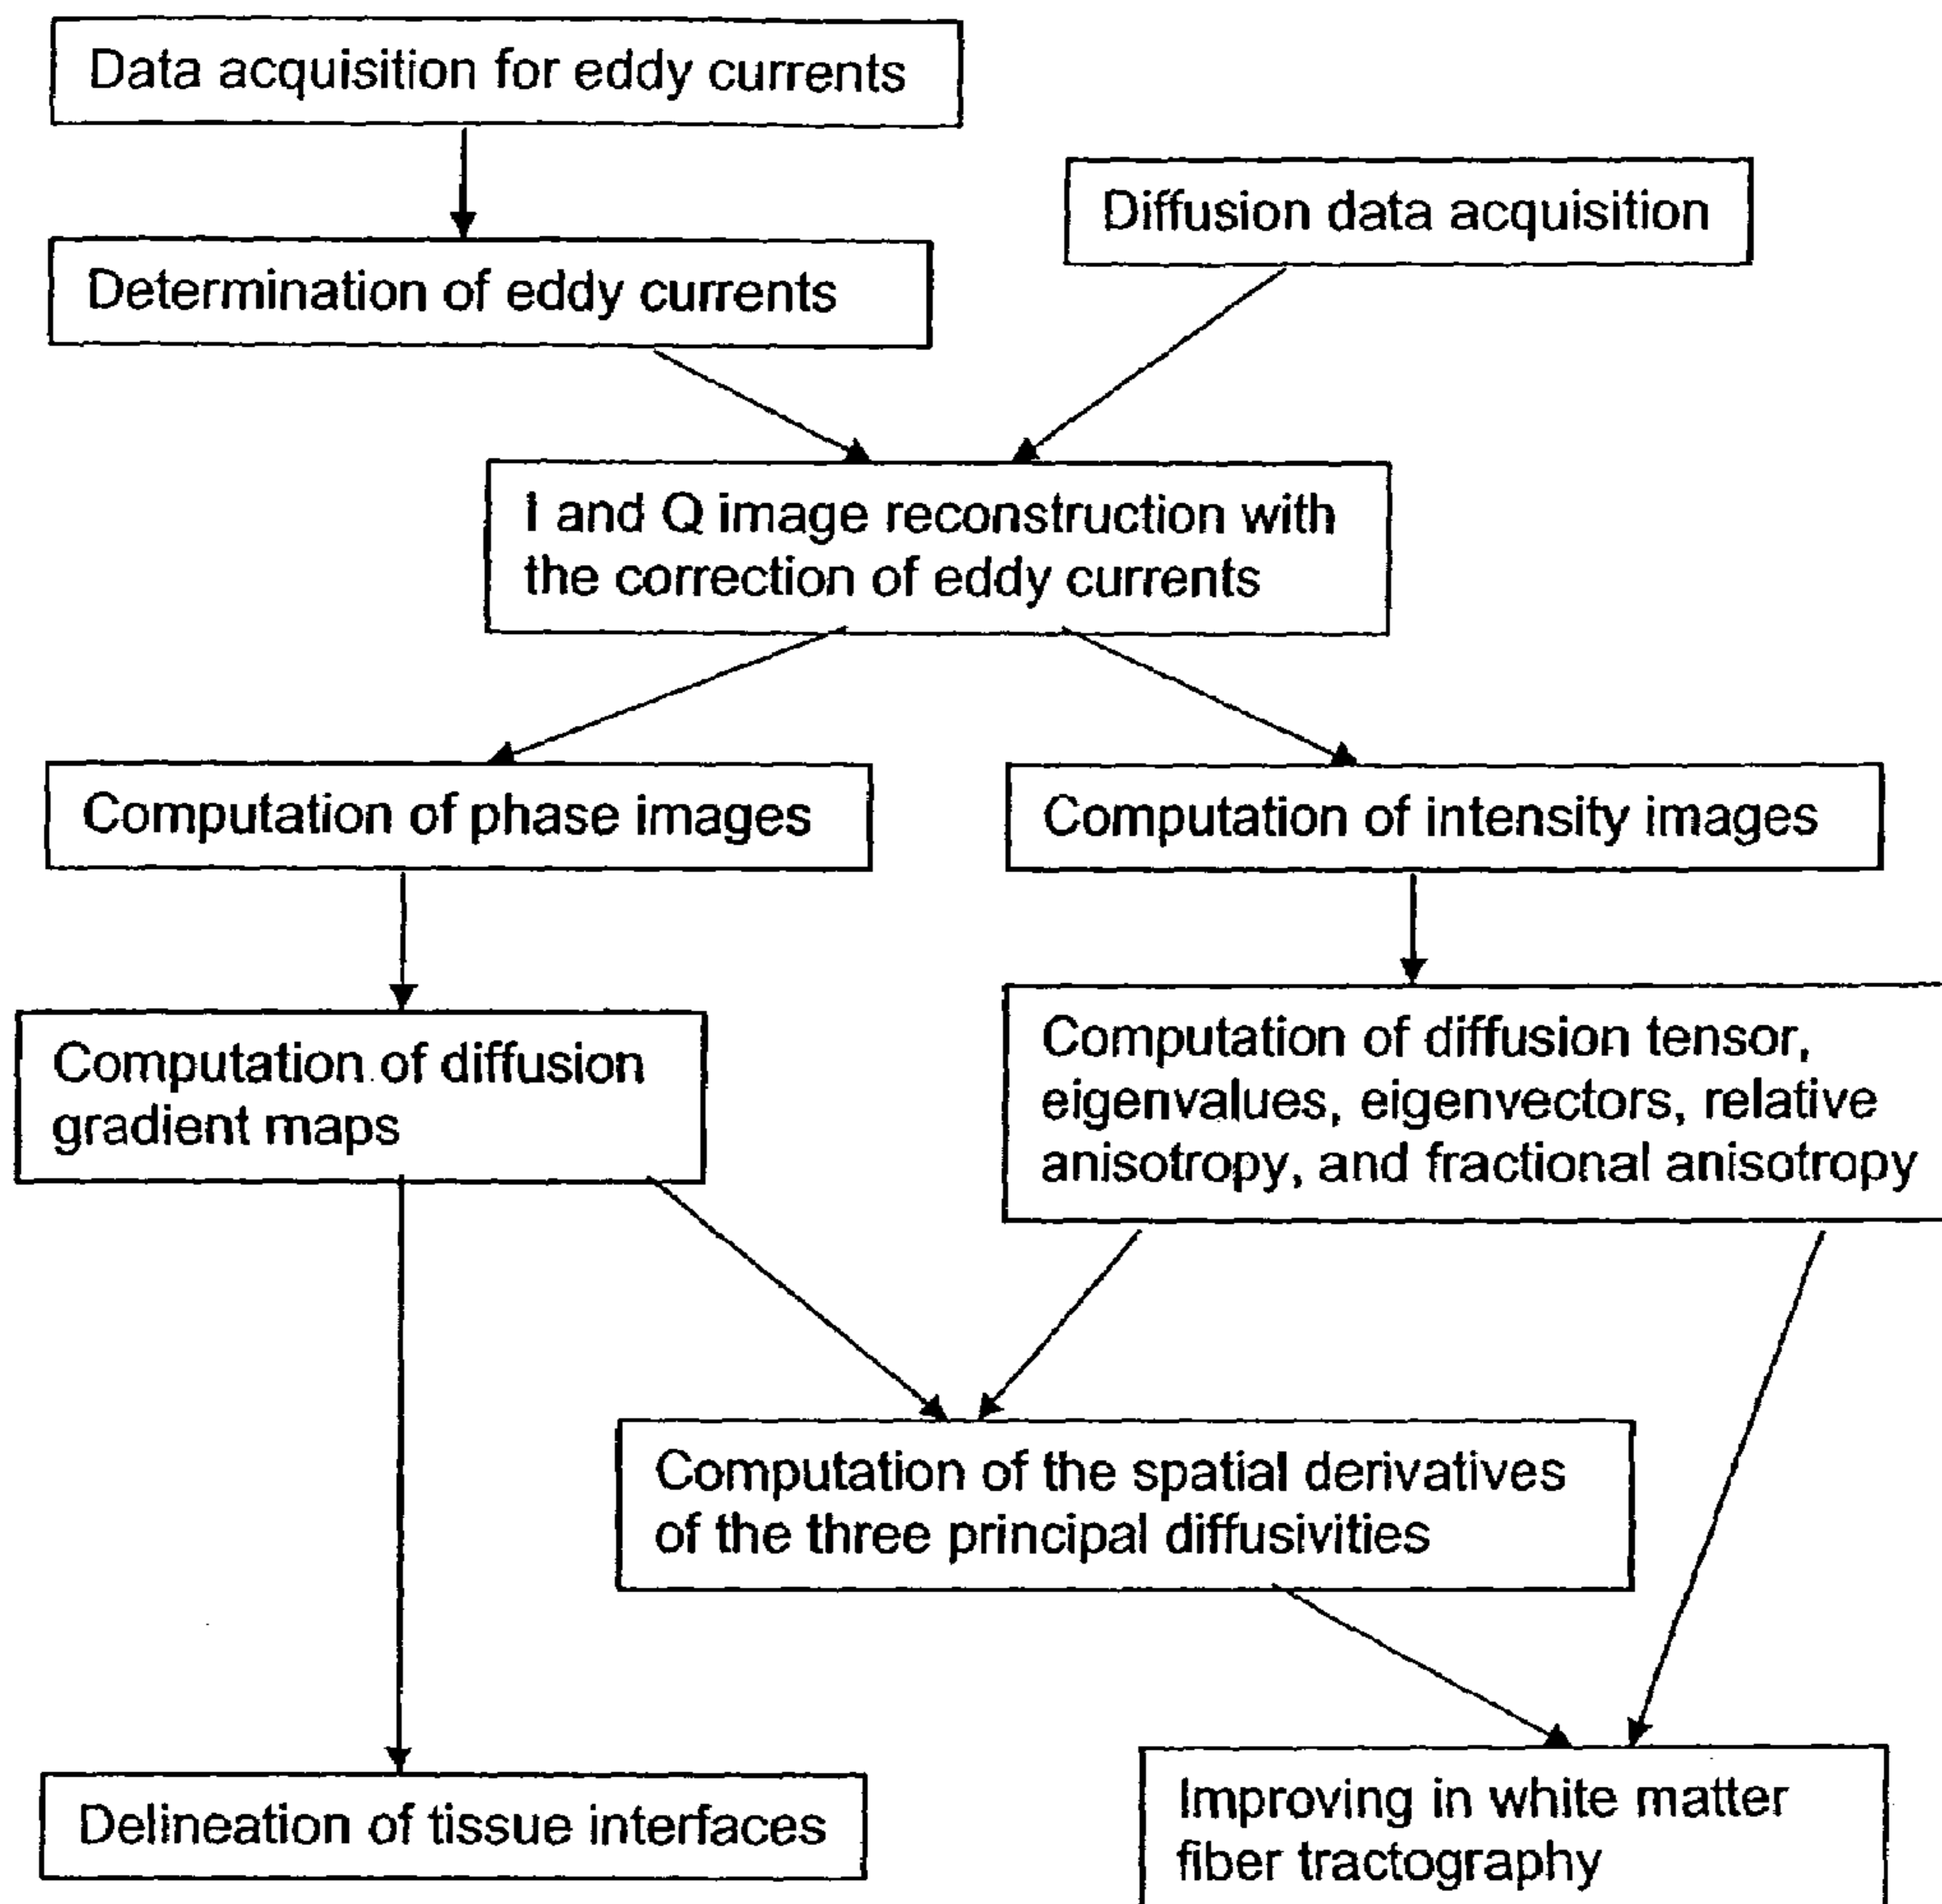 Data acquisition for eddy currents
Diffusion data acquisition
Determination of eddy currents
I and Q image reconstruction with
the correction of eddy currents
Computation of phase images
Computation of intensity images
Computation of diffusion
gradient maps
Computation of diffusion tensor,
eigenvalues, eigenvectors, relative
anisotropy, and fractional anisotropy
Computation of the spatial derivatives
of the three principal diffusivities
Delineation of tissue interfaces
Improving in white matter
fiber tractography